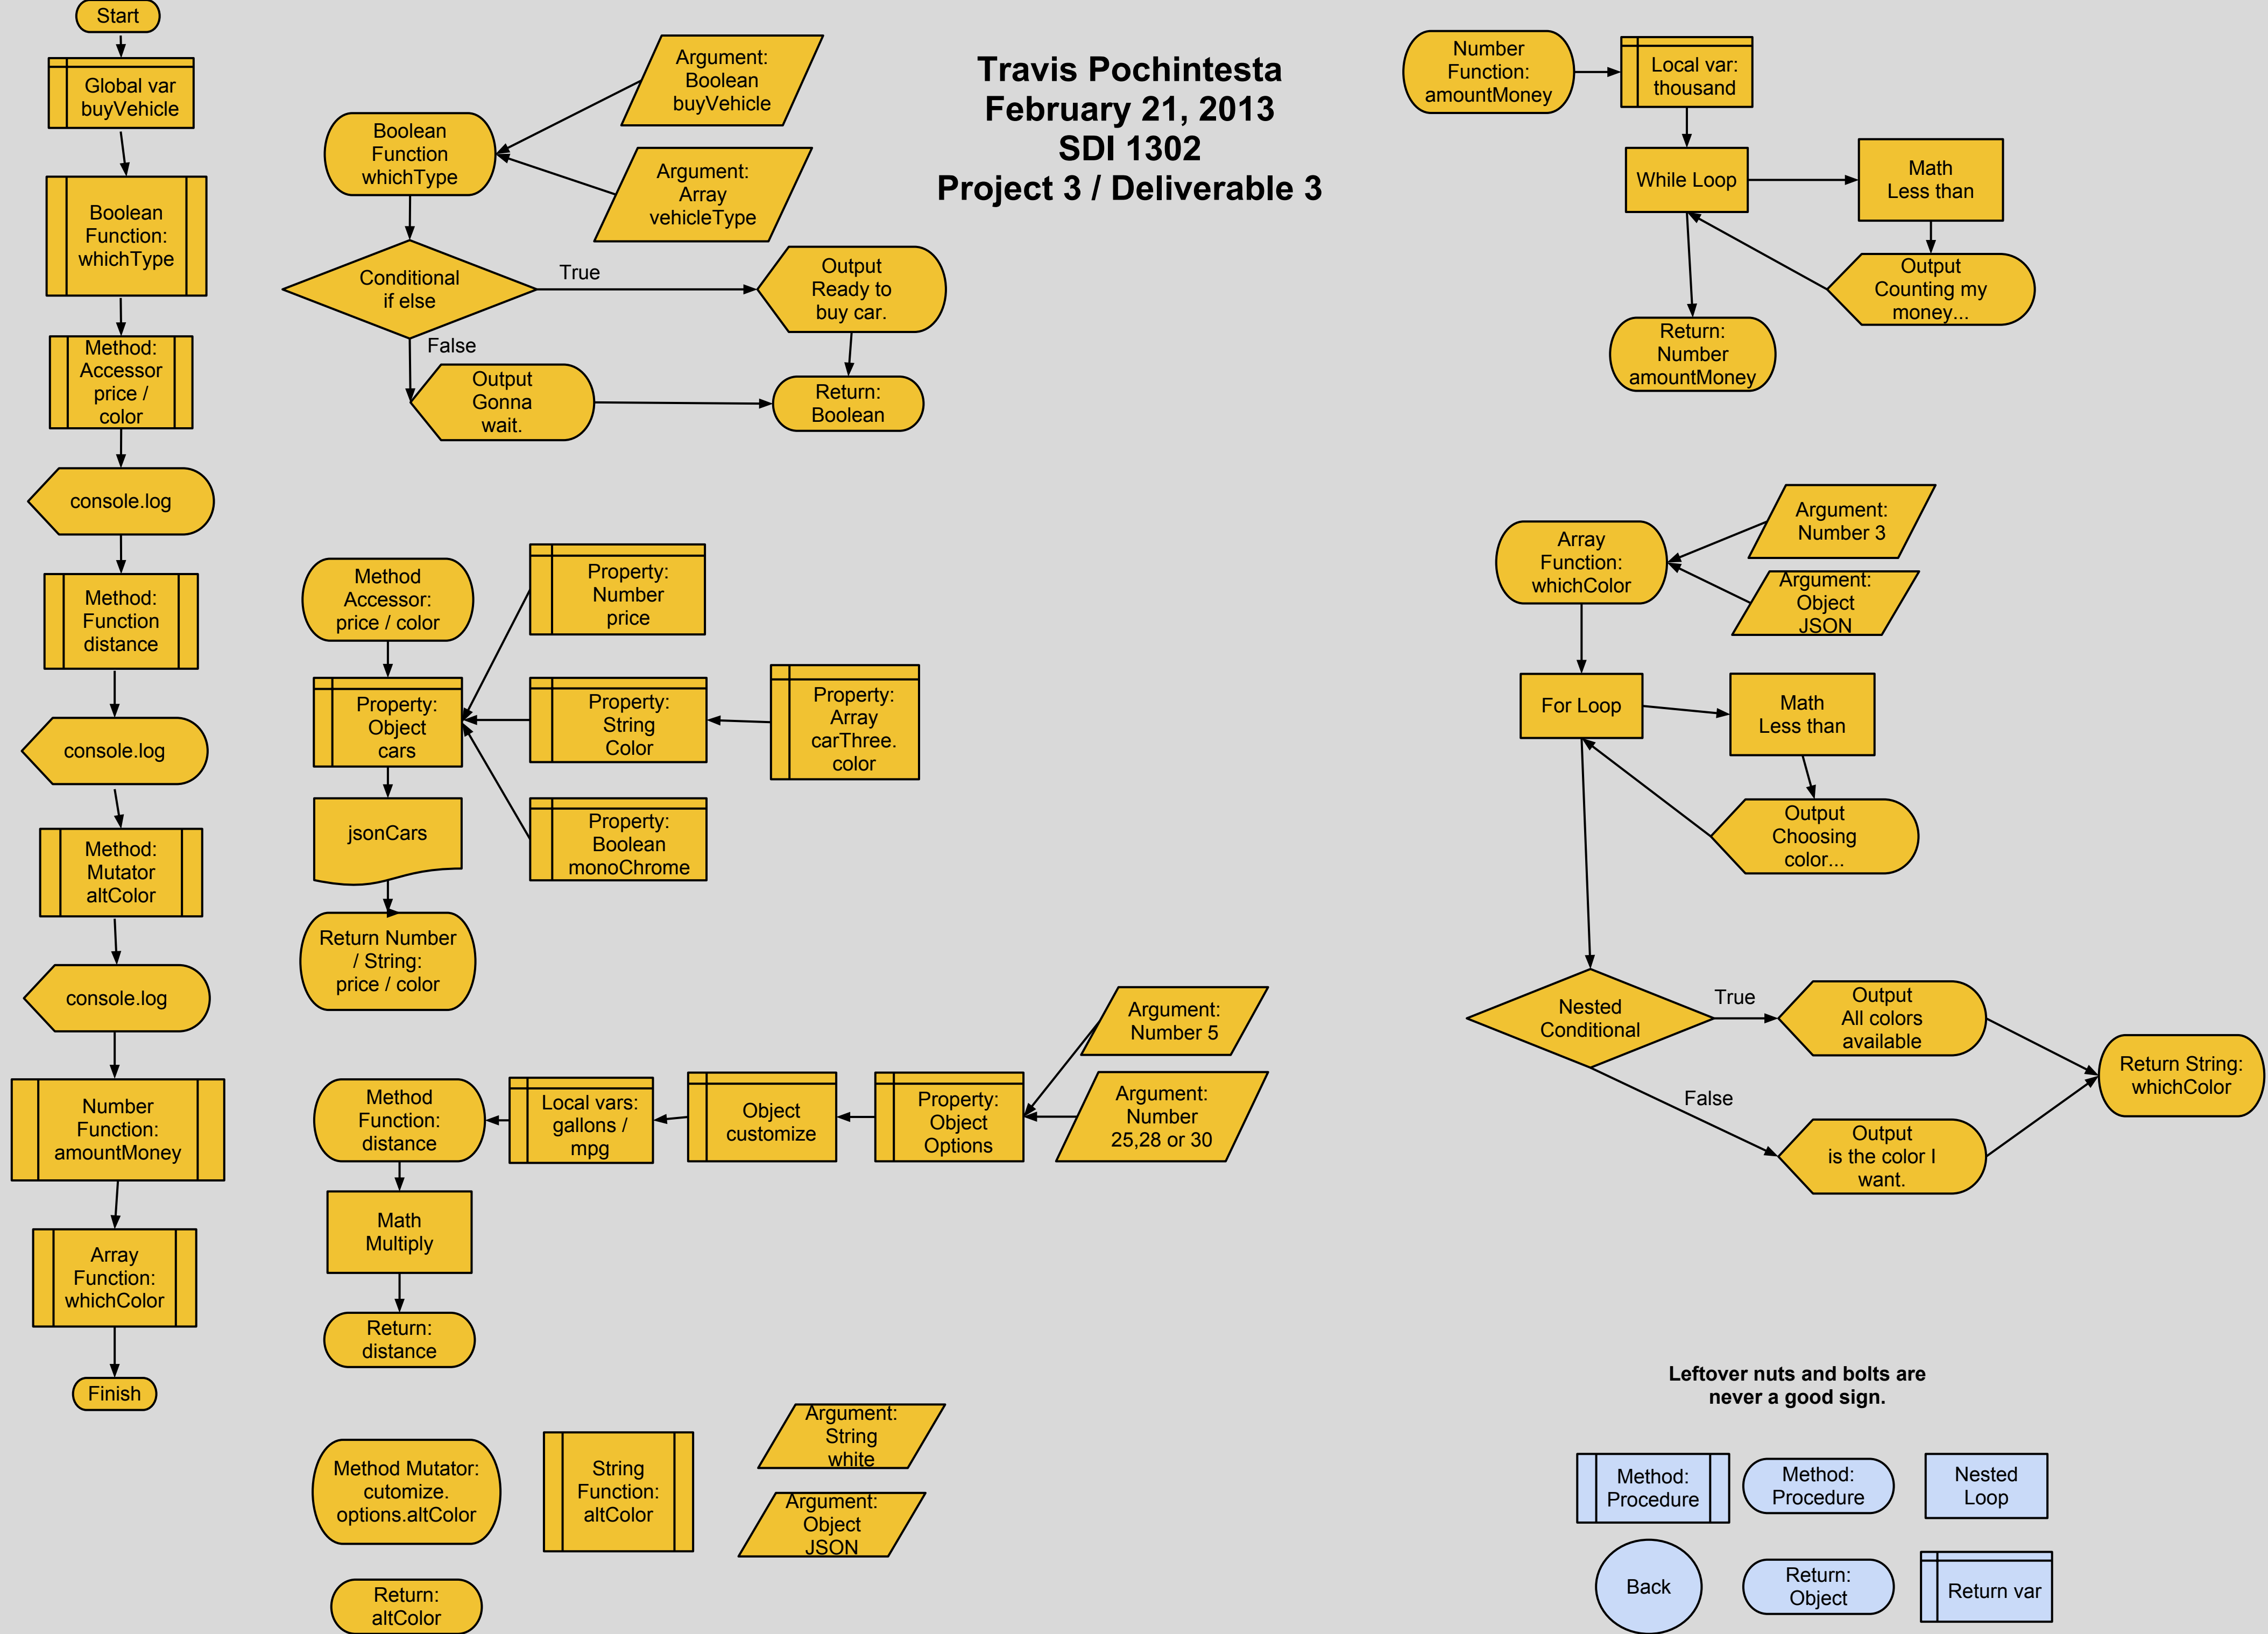 Start
Global var
buyVehicle
Boolean
Function:
whichType
Method:
Accessor
price /
color
console.log
Method:
Function
distance
console.log
Method:
Mutator
altColor
console.log
Number
Function:
amountMoney
Array
Function:
whichColor
Finish
Boolean
Function
whichType
Argument:
Boolean
buyVehicle
Argument:
Array
vehicleType
Conditional
if else
True
False
Output
Ready to
buy car.
Output
Gonna
wait.
Return:
Boolean
Travis Pochintesta
February 21, 2013
SDI 1302
Project 3 / Deliverable 3
Method
Accessor:
price / color
Property:
Number
price
Property:
Object
cars
Property:
String
Color
Property:
Array
carThree.
color
jsonCars
Property:
Boolean
monoChrome
Return Number
/ String:
price / color
Method
Function:
distance
Local vars:
gallons /
mpg
Object
customize
Property:
Object
Options
Argument:
Number 5
Argument:
Number
25,28 or 30
Math
Multiply
Return:
distance
Method Mutator:
cutomize.
options.altColor
String
Function:
altColor
Argument:
String
white
Argument:
Object
JSON
Return:
altColor
Number
Function:
amountMoney
Local var:
thousand
While Loop
Math
Less than
Output
Counting my
money...
Return:
Number
amountMoney
Array
Function:
whichColor
Argument:
Number 3
Argument:
Object
JSON
For Loop
Math
Less than
Output
Choosing
color...
Nested
Conditional
True
False
Output
All colors
available
Output
is the color I
want.
Return String:
whichColor
Leftover nuts and bolts are
never a good sign.
Method:
Procedure
Method:
Procedure
Nested
Loop
Back
Return:
Object
Return var